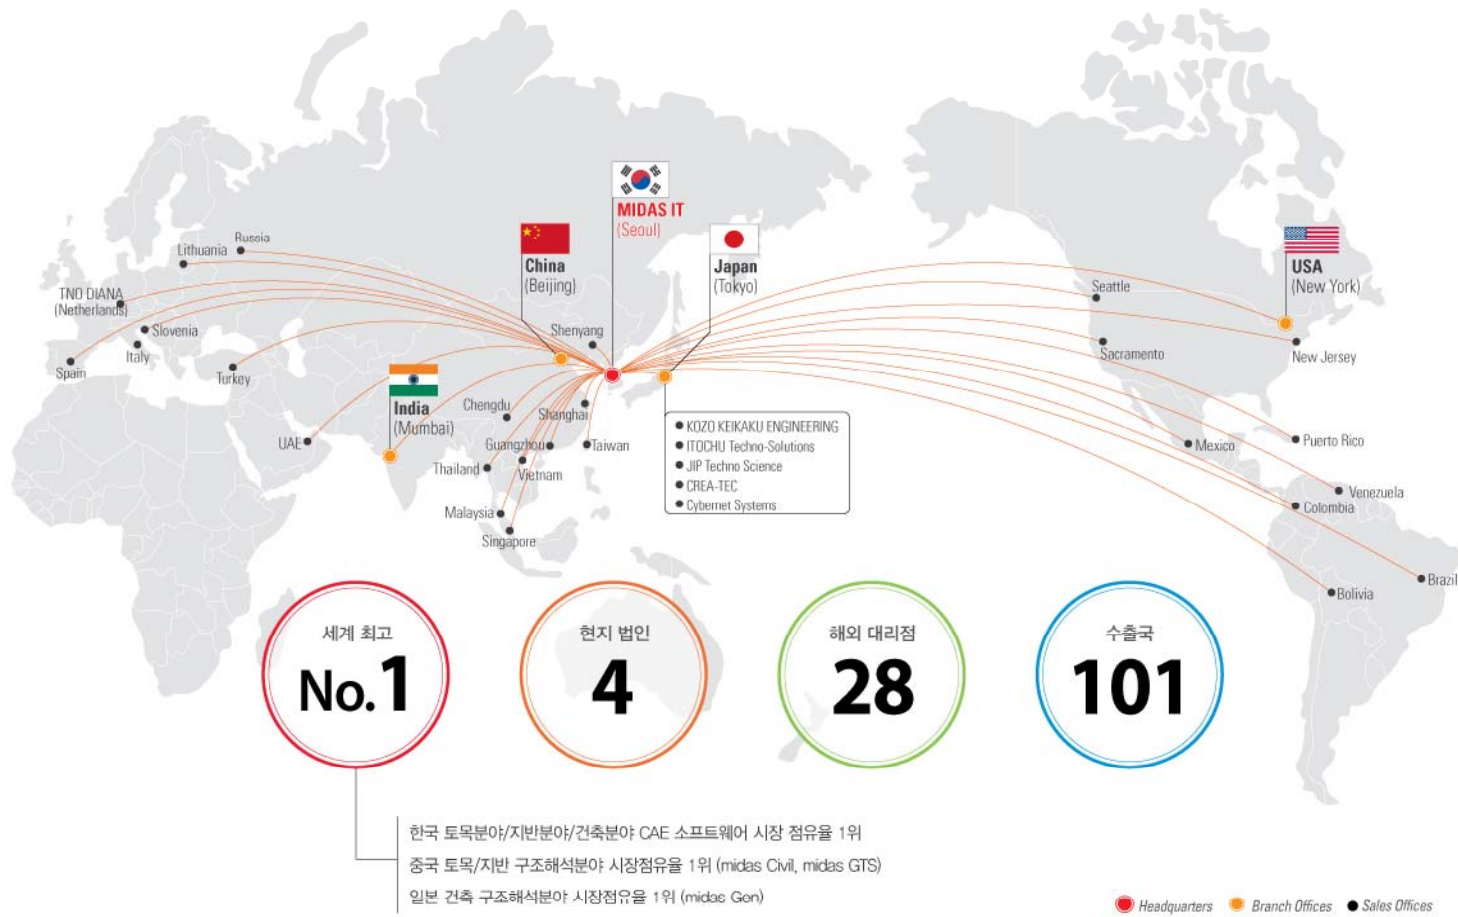 MIDAS IT
(Seoul)
China
(Beijing)
Japan
(Tokyo)
USA
(New York)
India
(Mumbai)
Russia
Lithuania
TNO DIANA
(Netherlands)
Slovenia
Italy
Spain
Turkey
UAE
Shenyang
Chengdu
Shanghai
Guangzhou
Taiwan
Thailand
Vietnam
Malaysia
Singapore
KOZO KEIKAKU ENGINEERING
ITOCHU Techno-Solutions
JIP Techno Science
CREA-TEC
Cybernet Systems
Seattle
Sacramento
New Jersey
Mexico
Puerto Rico
Venezuela
Colombia
Brazil
Bolivia
세계 최고
No.1
현지 법인
4
해외 대리점
28
수출국
101
한국 토목분야/지반분야/건축분야 CAE 소프트웨어 시장 점유율 1위
중국 토목/지반 구조해석분야 시장점유율 1위 (midas Civil, midas GTS)
일본 건축 구조해석분야 시장점유율 1위 (midas Gen)
Headquarters Branch Offices Sales Offices